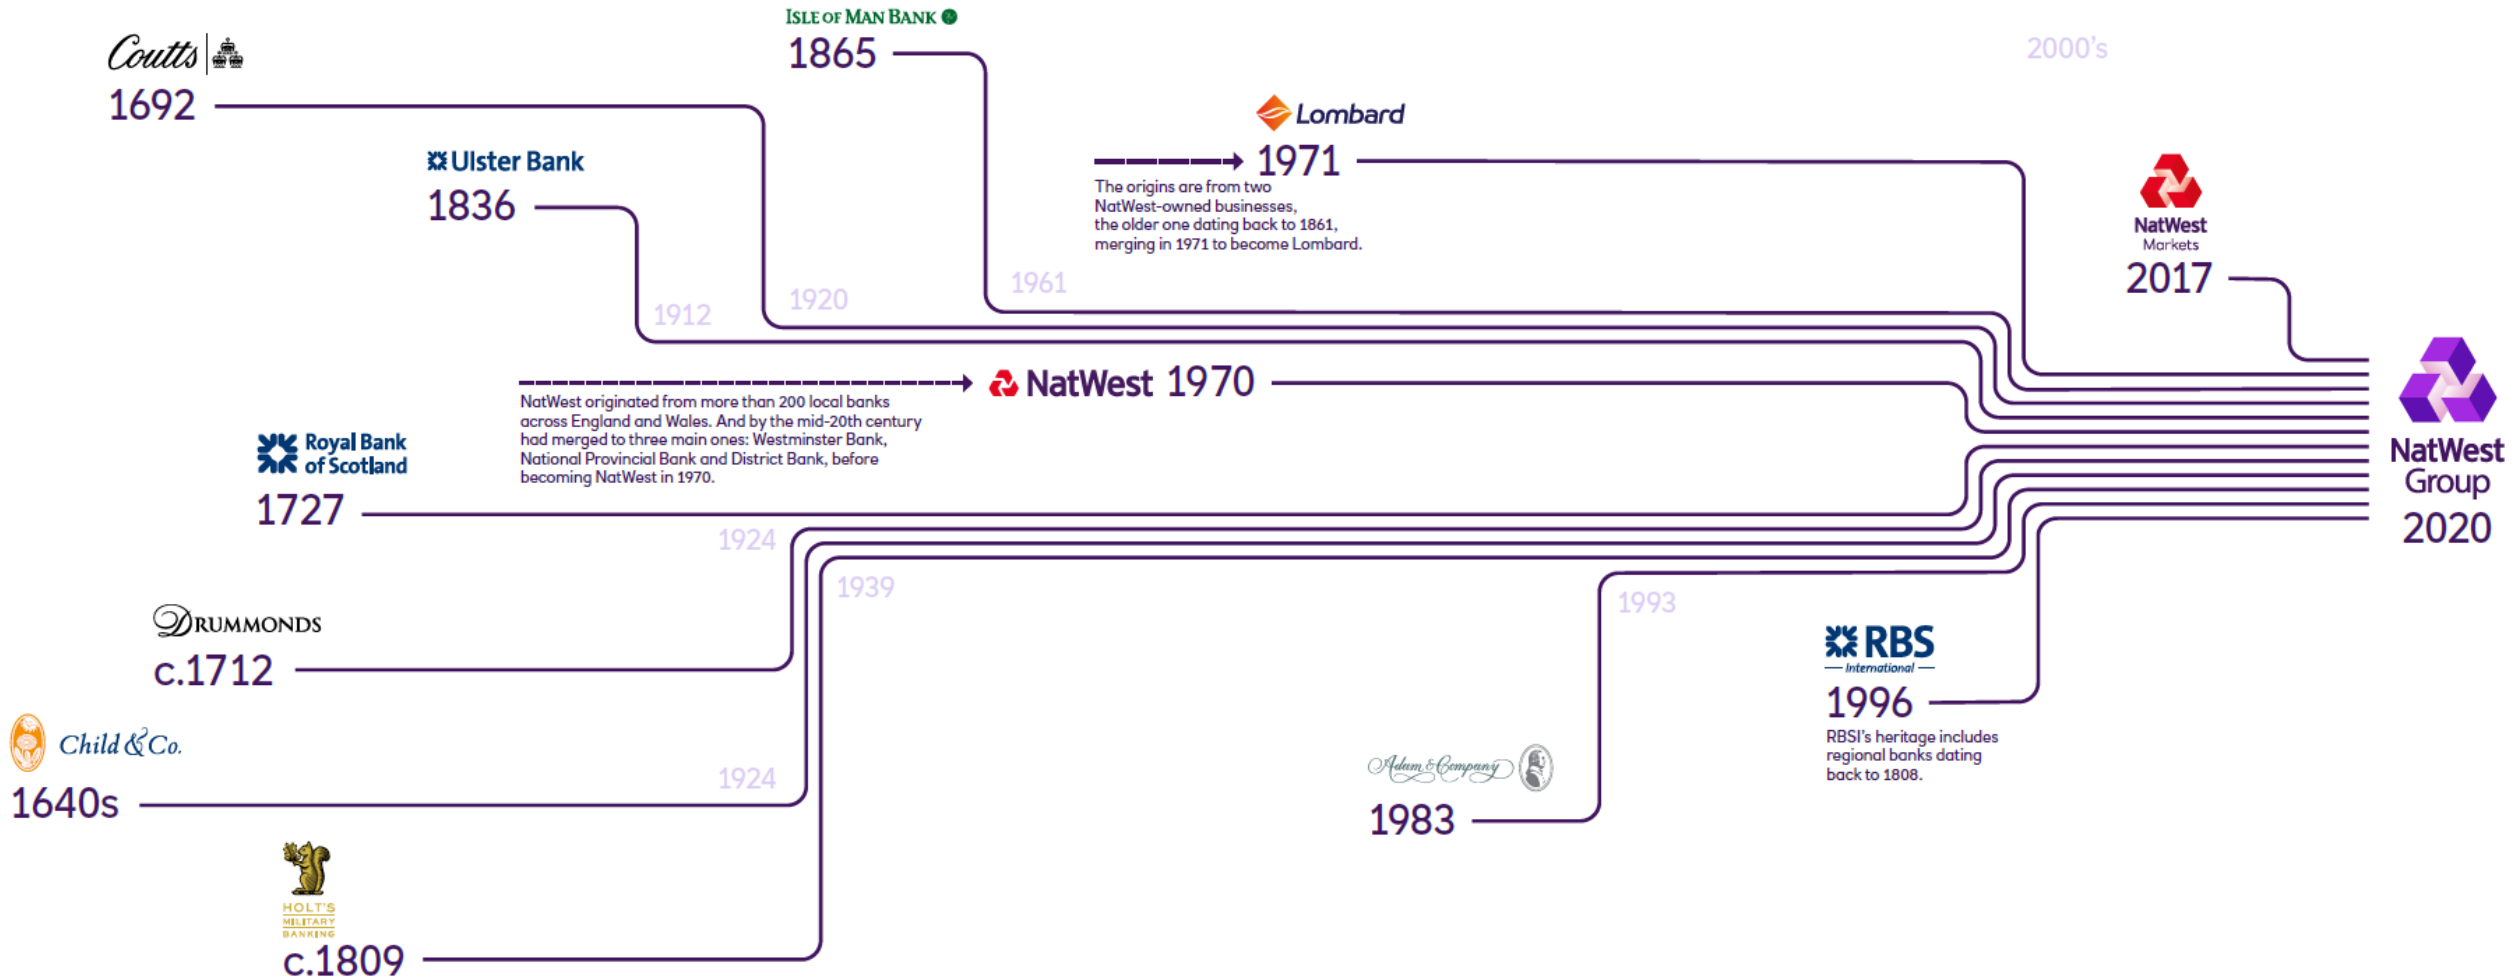 ISLE OF MAN BANK
1865
2000's
Coutts
1692
Lombard
1971
The origins are from two
NatWest-owned businesses,
the older one dating back to 1861,
merging in 1971 to become Lombard.
Ulster Bank
1836
NatWest
Markets
2017
1961
1920
1912
NatWest 1970
NatWest originated from more than 200 local banks
across England and Wales. And by the mid-20th century
had merged to three main ones: Westminster Bank,
National Provincial Bank and District Bank, before
becoming NatWest in 1970.
NatWest
Group
2020
Royal Bank
of Scotland
1727
1924
1939
1993
DRUMMONDS
c.1712
RBS
International
1996
RBSI's heritage includes
regional banks dating
back to 1808.
Child & Co.
1640s
1924
Adam & Company
1983
HOLT'S
MILITARY
BANKING
c.1809